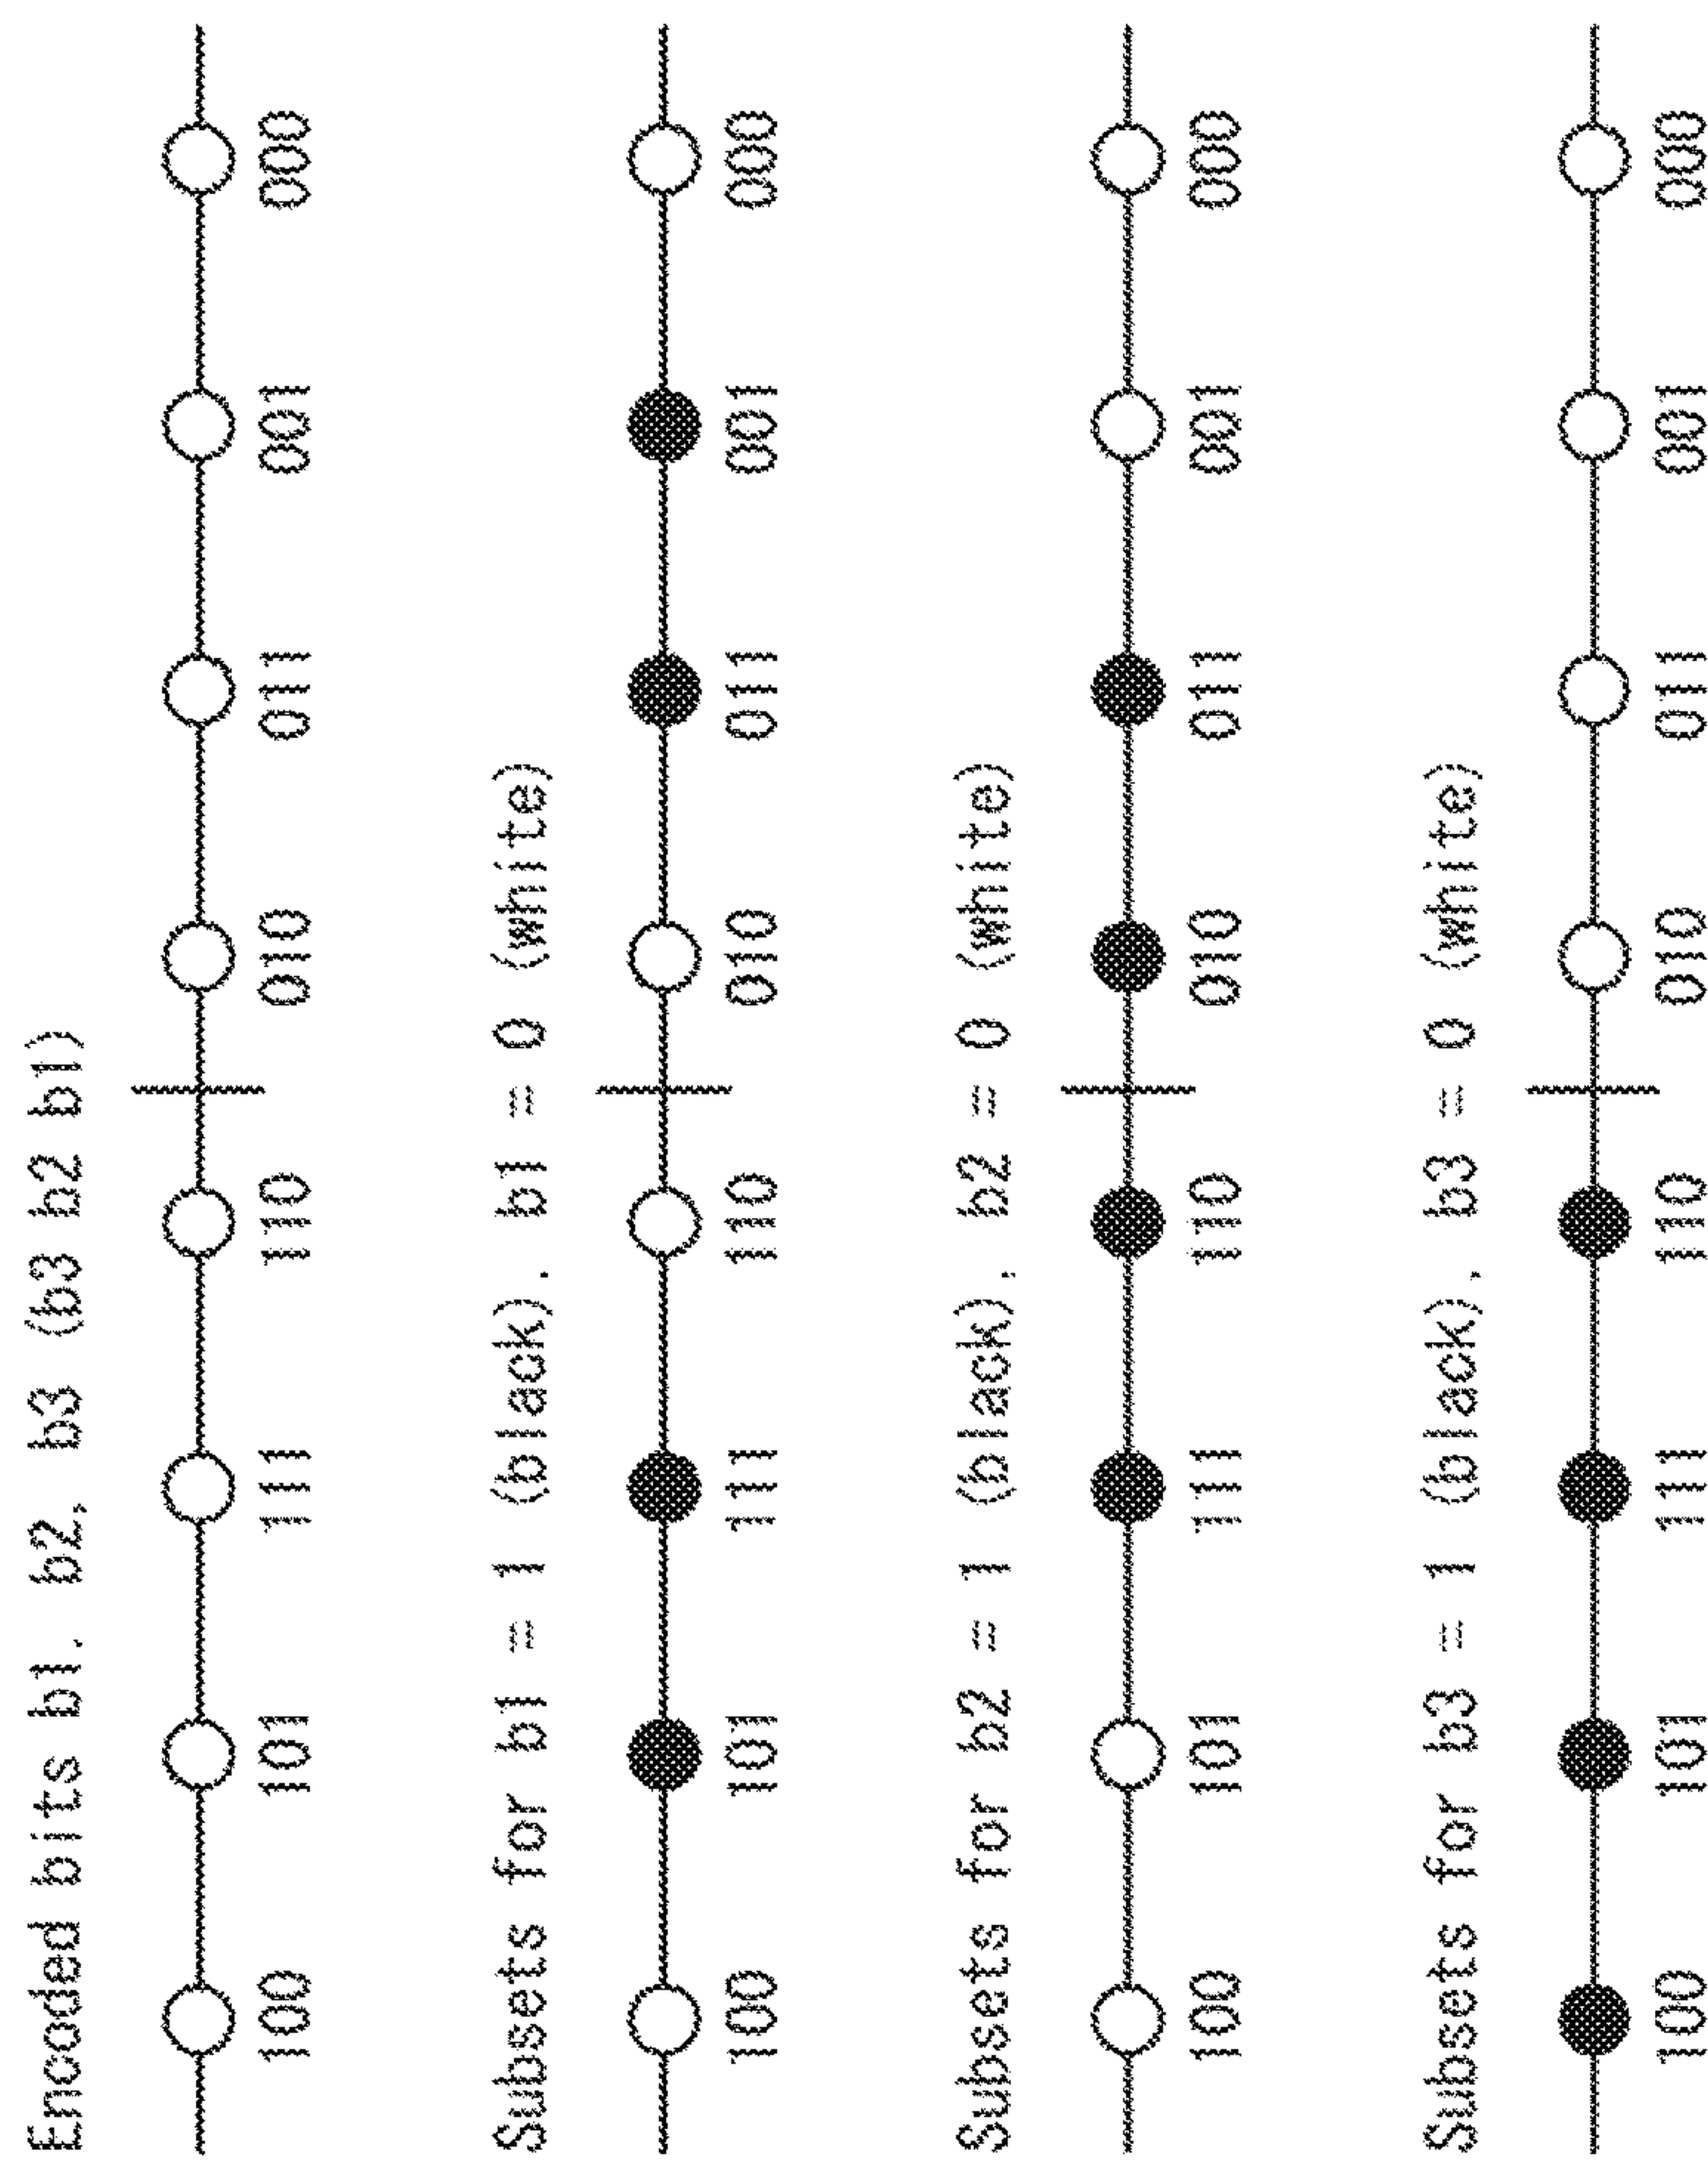 Encoded bits b1, b2, b3 (b3 b2 b1)
100 101 111 110 010 011 001 000
Subsets for b1 = 1 (black), b1 = 0 (white)
100 101 111 110 010 011 001 000
Subsets for b2 = 1 (black), b2 = 0 (white)
100 101 111 110 010 011 001 000
Subsets for b3 = 1 (black), b3 = 0 (white)
100 101 111 110 010 011 001 000